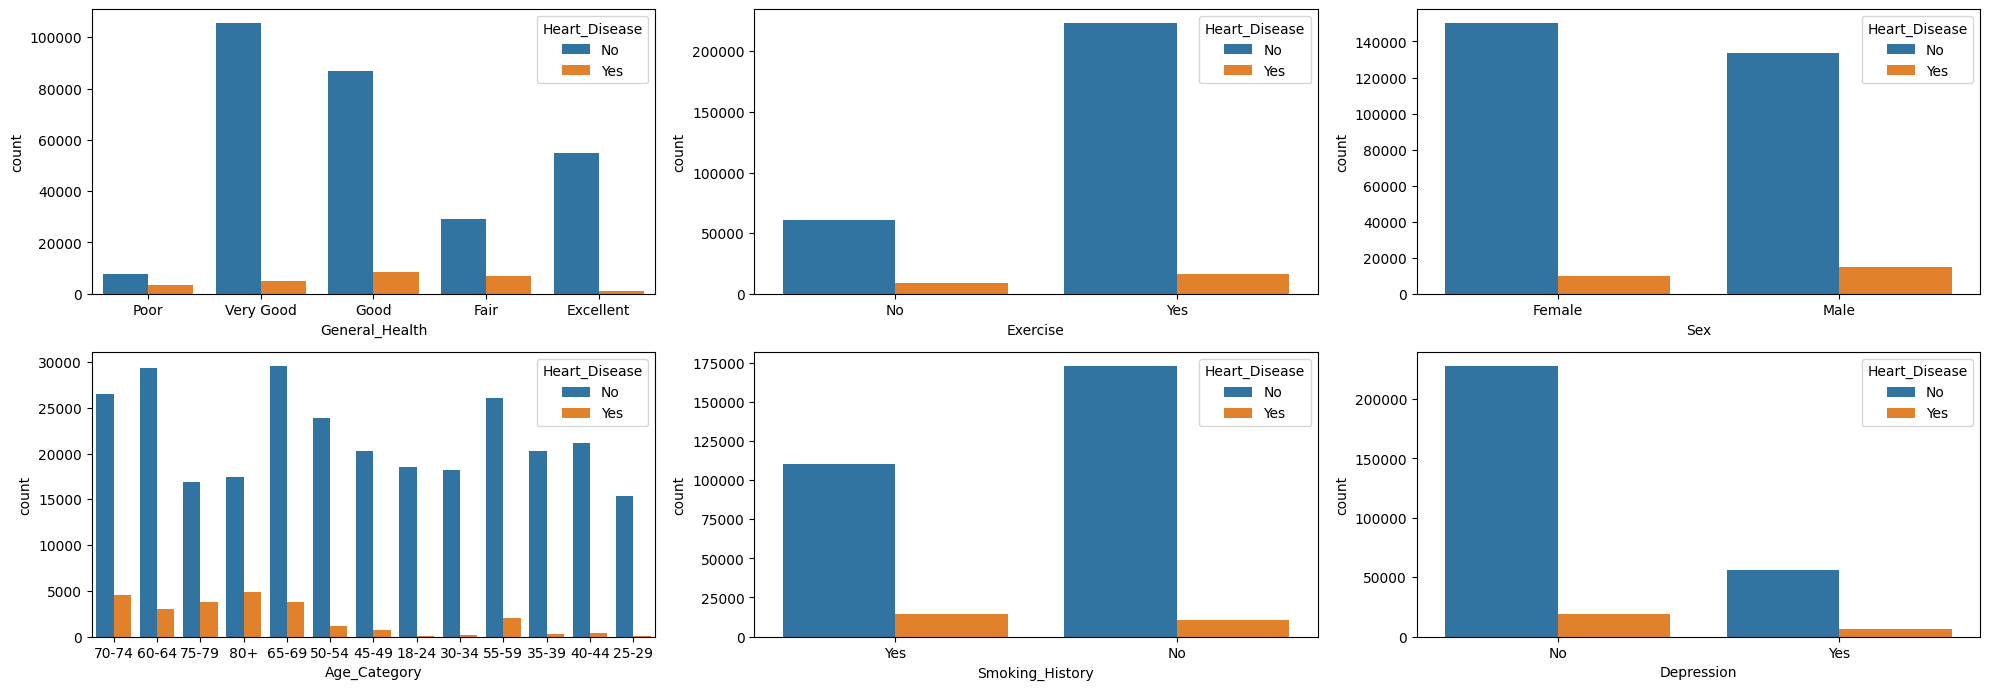 Heart_Disease
No
Yes
100000
80000
60000
40000
20000
0
count
Poor Very Good Good Fair Excellent
General_Health
Heart_Disease
No
Yes
200000
150000
100000
50000
0
count
No Yes
Exercise
Heart_Disease
No
Yes
140000
120000
100000
80000
60000
40000
20000
0
count
Female Male
Sex
Heart_Disease
No
Yes
30000
25000
20000
15000
10000
5000
0
count
70-74 60-64 75-79 80+ 65-69 50-54 45-49 18-24 30-34 55-59 35-39 40-44 25-29
Age_Category
Heart_Disease
No
Yes
175000
150000
125000
100000
75000
50000
25000
0
count
Yes No
Smoking_History
Heart_Disease
No
Yes
200000
150000
100000
50000
0
count
No Yes
Depression